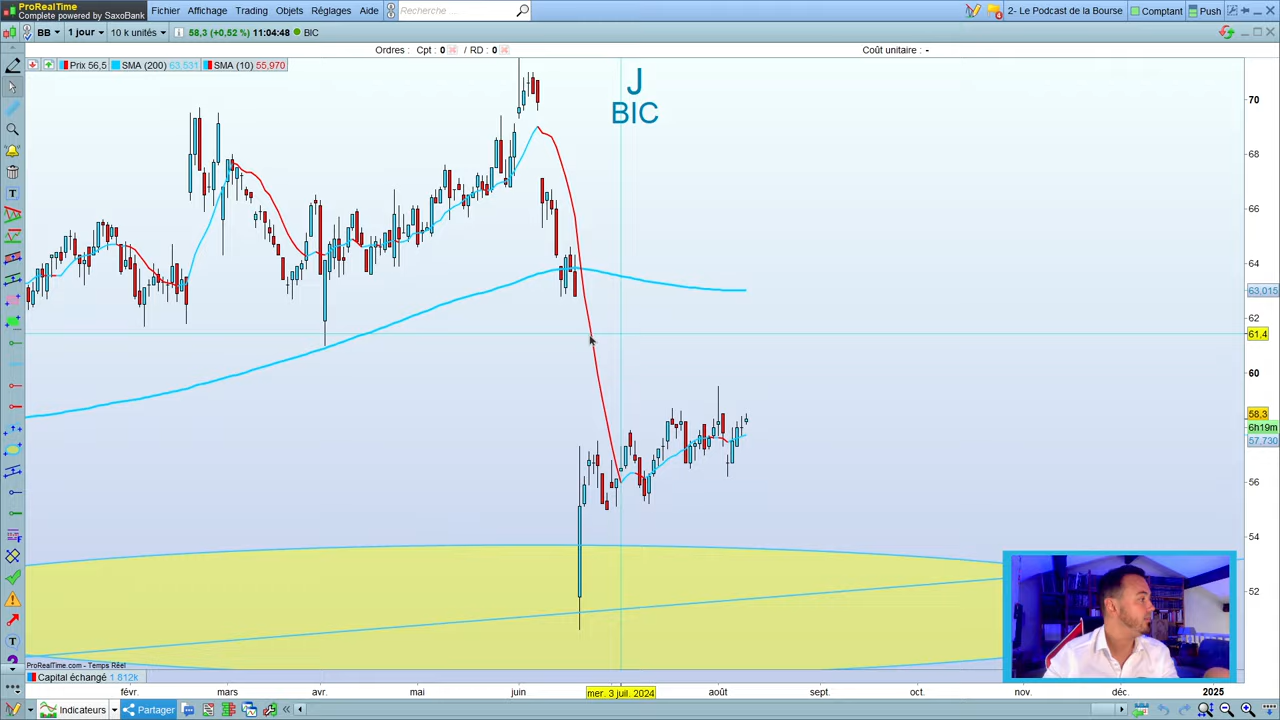 ProRealTime
Complete powered by SaxoBank
Fichier Affichage Trading Objets Réglages Aide
Recherche ...
2- Le Podcast de la Bourse
Comptant
Push
BB 1 jour 10 k unités
58,3 (+0,52 %) 11:04:48 BIC
Ordres : Cpt : 0 / RD : 0
Coût unitaire : -
Prix 56,5 SMA (200) 63,531 SMA (10) 55,970
J
BIC
70
68
66
64
63,015
62
61,4
60
58,3
6h19m
57,730
56
54
52
ProRealTime.com - Temps Réel
Capital échangé 1 812k
févr. mars avr. mai juin mer. 3 juil. 2024 août sept. oct. nov. déc. 2025
Indicateurs
Partager